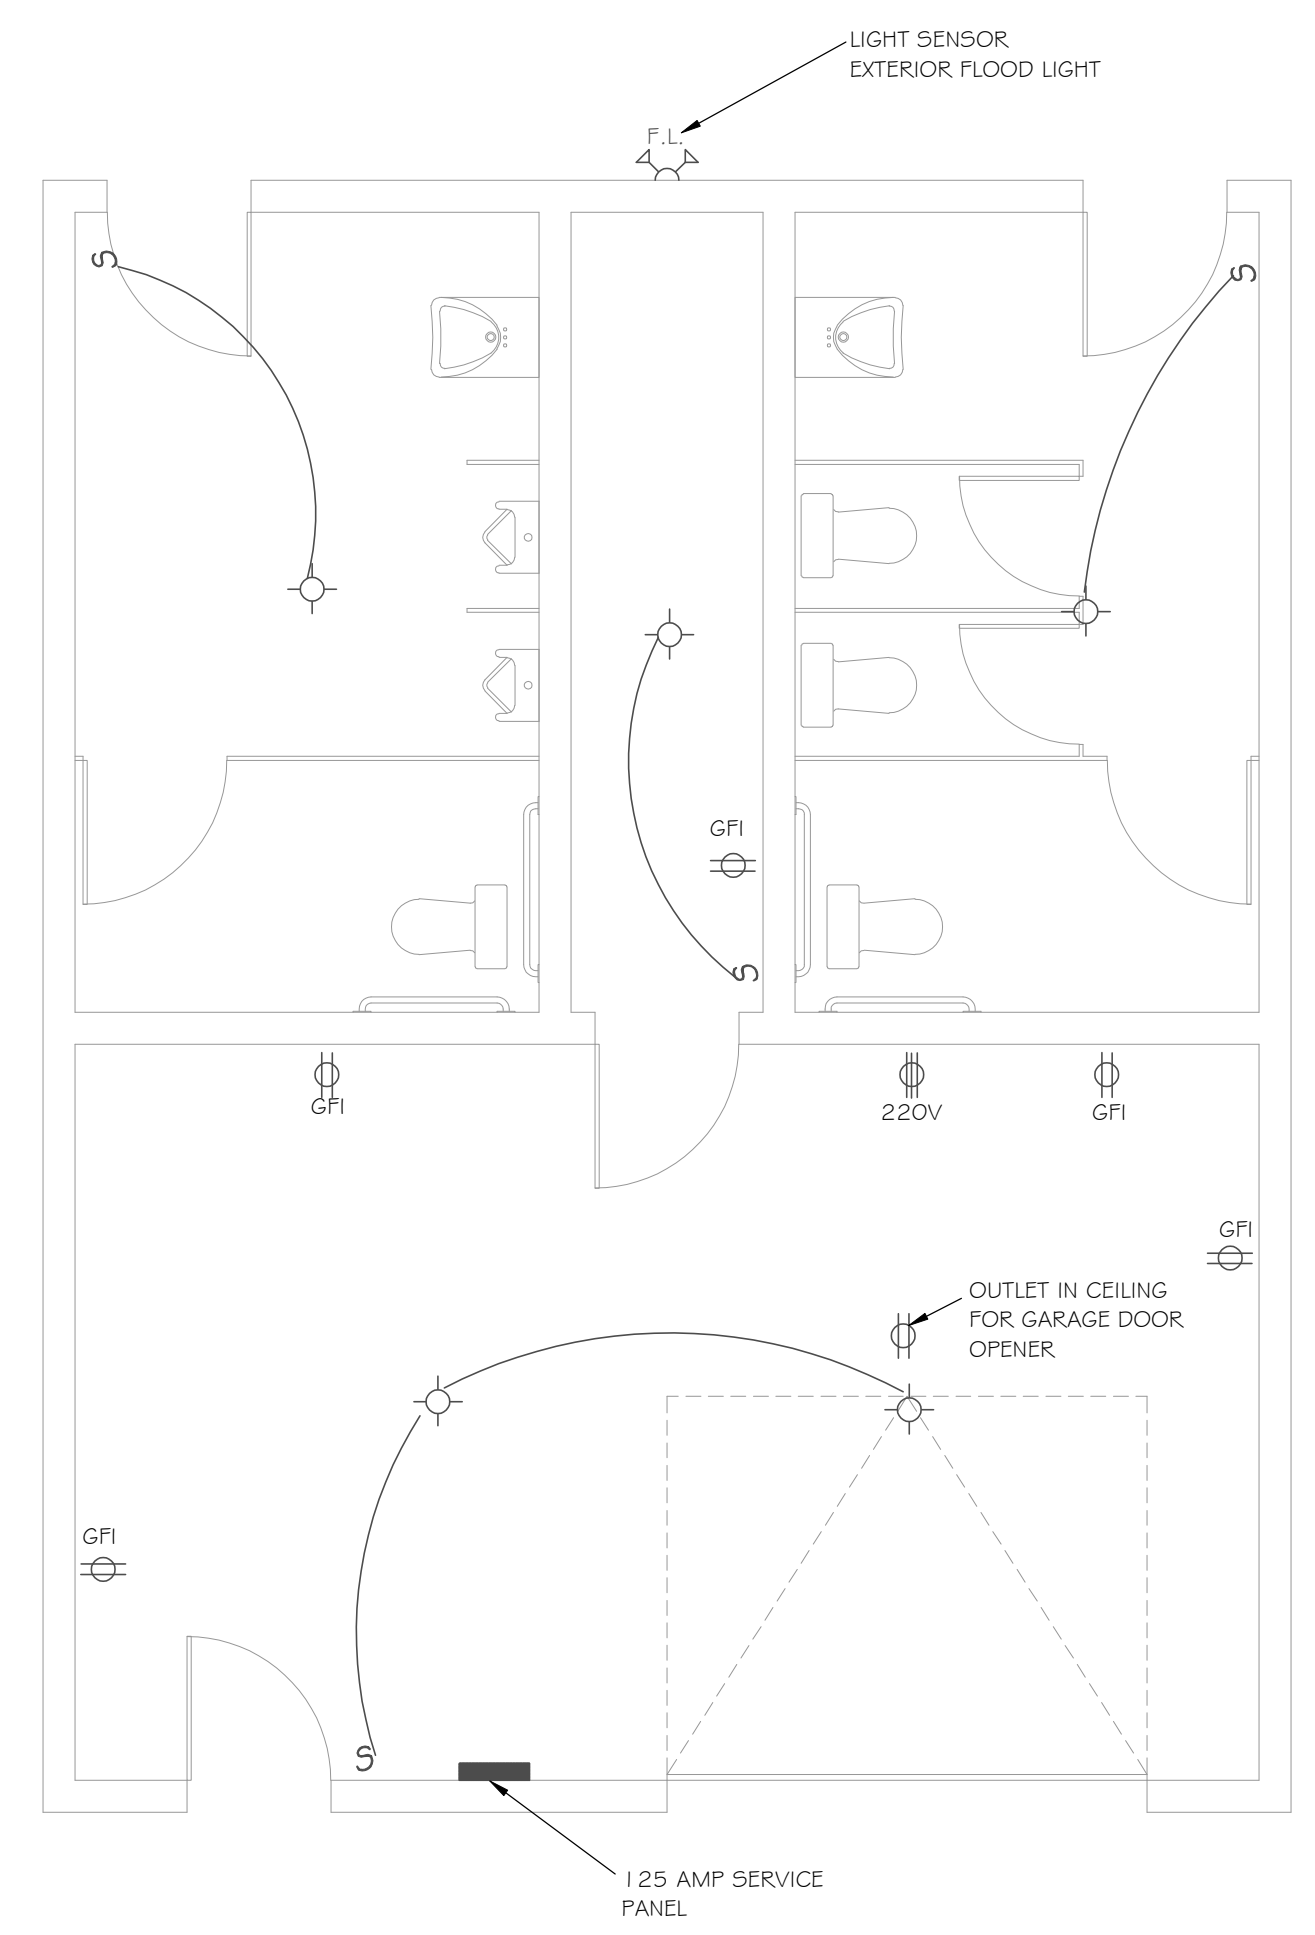 LIGHT SENSOR
EXTERIOR FLOOD LIGHT
F.L.
S
S
GFI
S
GFI
220V
GFI
GFI
OUTLET IN CEILING
FOR GARAGE DOOR
OPENER
GFI
S
125 AMP SERVICE
PANEL